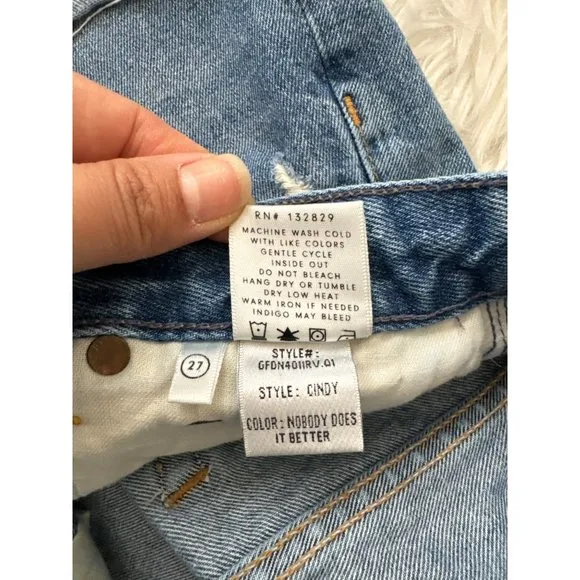 RN# 132829
MACHINE WASH COLD
WITH LIKE COLORS
GENTLE CYCLE
INSIDE OUT
DO NOT BLEACH
HANG DRY OR TUMBLE
DRY LOW HEAT
WARM IRON IF NEEDED
INDIGO MAY BLEED
27
STYLE#:
GFDN4011RV.01
STYLE: CINDY
COLOR: NOBODY DOES
IT BETTER